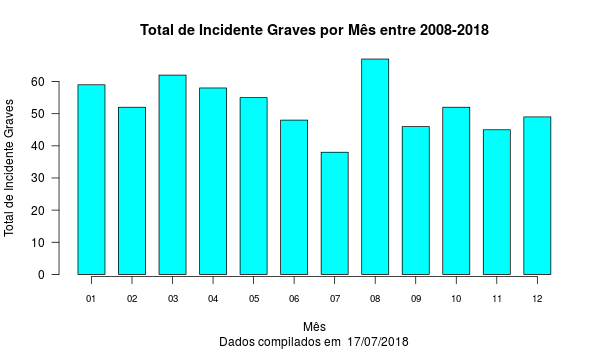 Total de Incidente Graves por Mês entre 2008-2018
Total de Incidente Graves
60
50
40
30
20
10
0
01 02 03 04 05 06 07 08 09 10 11 12
Mês
Dados compilados em  17/07/2018